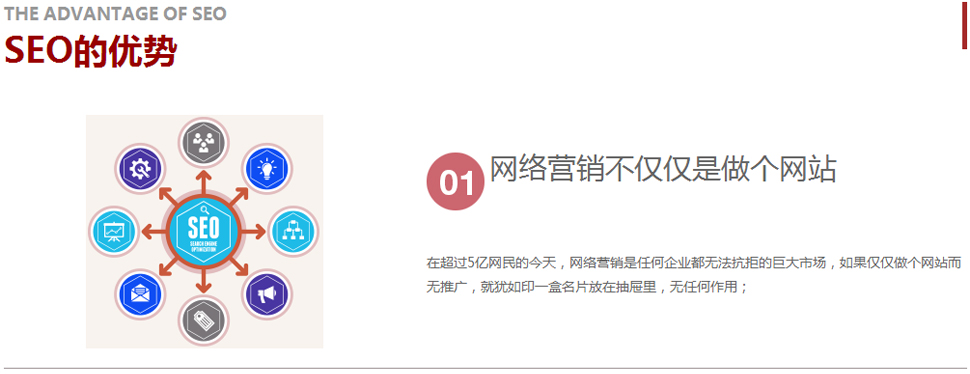 THE ADVANTAGE OF SEO
SEO的优势
SEO
SEARCH ENGINE
OPTIMIZATION
01
网络营销不仅仅是做个网站
在超过5亿网民的今天，网络营销是任何企业都无法抗拒的巨大市场，如果仅仅做个网站而
无推广，就犹如印一盒名片放在抽屉里，无任何作用；